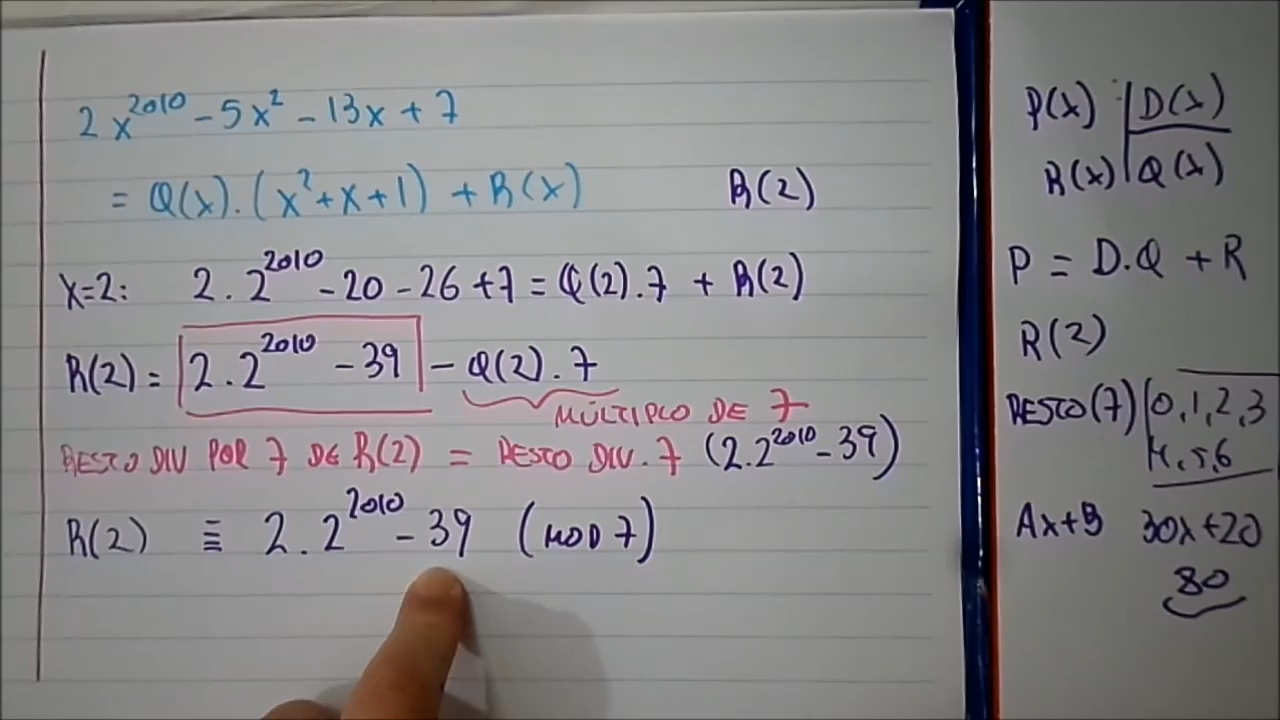 2x^2010 - 5x² - 13x + 7
= Q(x).(x²+x+1) + R(x)
R(2)
x=2: 2.2^2010 - 20 - 26 + 7 = Q(2).7 + R(2)
R(2) = 2.2^2010 - 39 - Q(2).7
MÚLTIPLO DE 7
RESTO DIV POR 7 DE R(2) = RESTO DIV. 7 (2.2^2010 - 39)
R(2) ≡ 2.2^2010 - 39 (MOD 7)
P(x) D(x)
R(x) Q(x)
P = D.Q + R
R(2)
RESTO(7) 0,1,2,3
4,5,6
Ax+B 30x+20
80